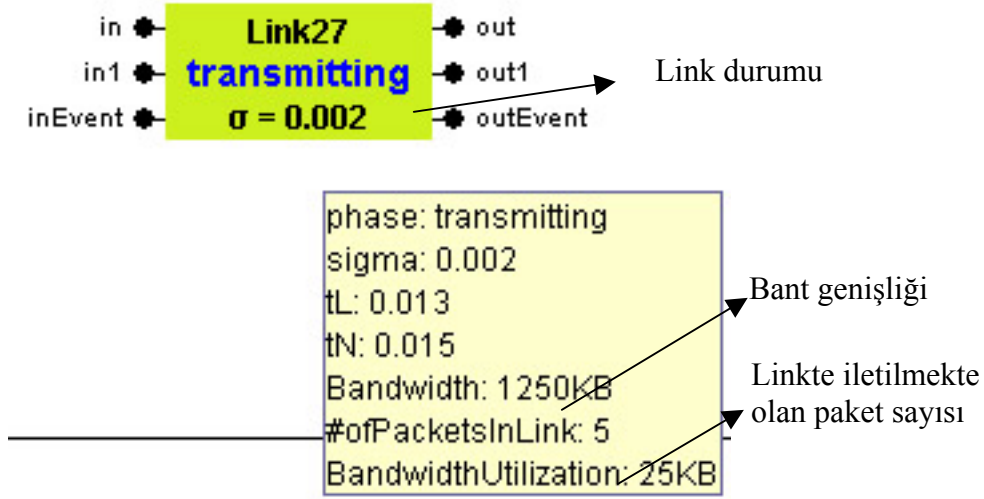 in Link27 out
in1 transmitting out1 Link durumu
inEvent σ = 0.002 outEvent
phase: transmitting
sigma: 0.002
tL: 0.013
tN: 0.015
Bandwidth: 1250KB
#ofPacketsInLink: 5
BandwidthUtilization: 25KB
Bant genişliği
Linkte iletilmekte
olan paket sayısı